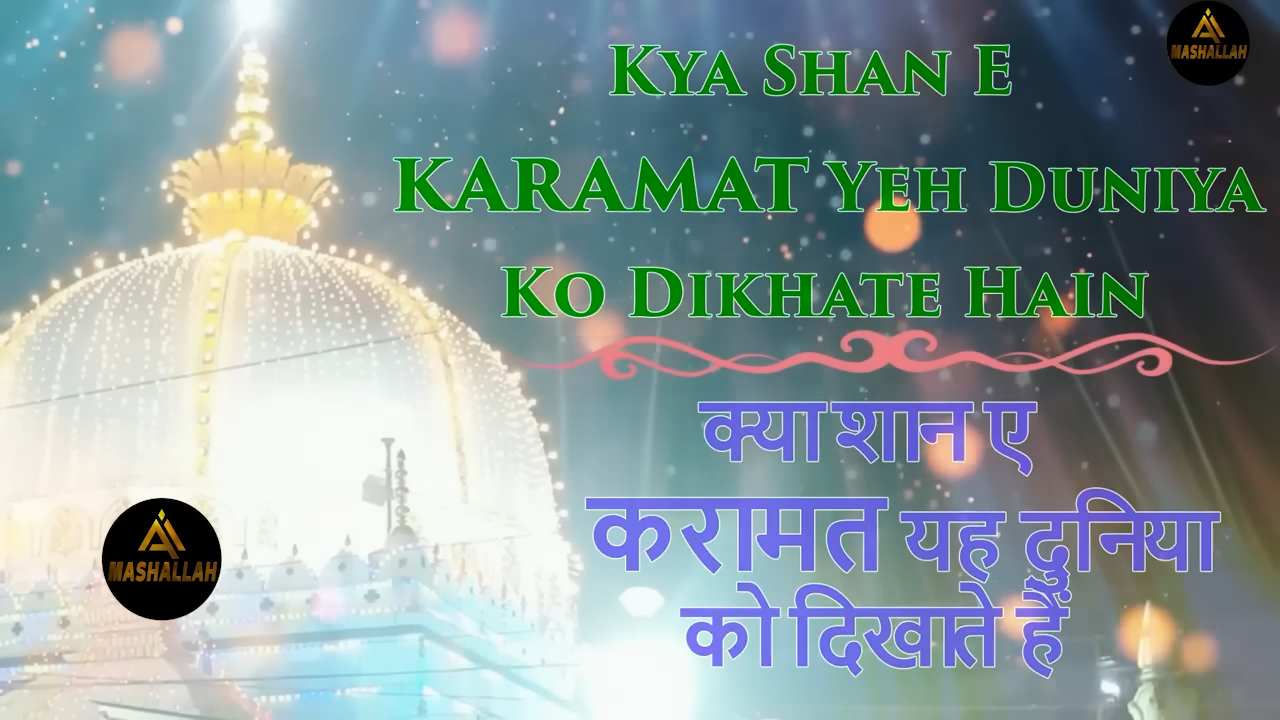 MASHALLAH
KYA SHAN E
KARAMAT YEH DUNIYA
KO DIKHATE HAIN
क्या शान ए
करामत यह दुनिया
को दिखाते हैं
MASHALLAH